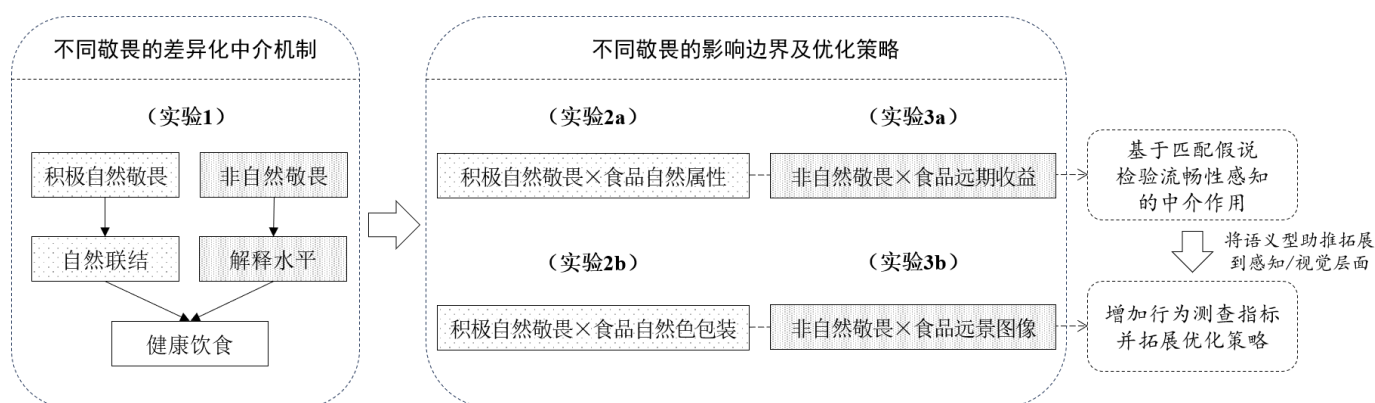 不同敬畏的差异化中介机制
（实验1）
积极自然敬畏
非自然敬畏
自然联结
解释水平
健康饮食
不同敬畏的影响边界及优化策略
（实验2a）
（实验3a）
积极自然敬畏×食品自然属性
非自然敬畏×食品远期收益
（实验2b）
（实验3b）
积极自然敬畏×食品自然色包装
非自然敬畏×食品远景图像
基于匹配假说
检验流畅性感知
的中介作用
将语义型助推拓展
到感知/视觉层面
增加行为测查指标
并拓展优化策略